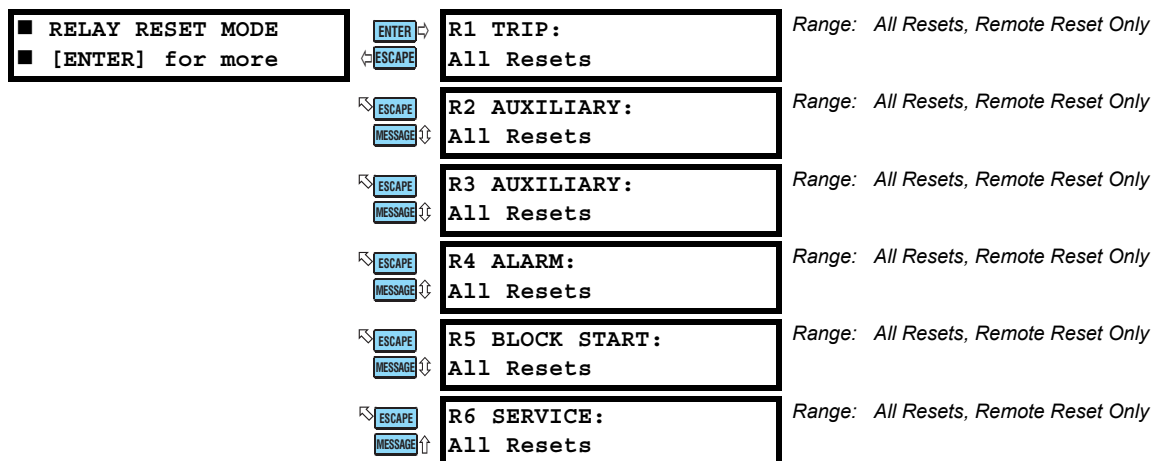 ■ RELAY RESET MODE
■ [ENTER] for more
ENTER
ESCAPE
R1 TRIP:
All Resets
Range: All Resets, Remote Reset Only
ESCAPE
MESSAGE
R2 AUXILIARY:
All Resets
Range: All Resets, Remote Reset Only
ESCAPE
MESSAGE
R3 AUXILIARY:
All Resets
Range: All Resets, Remote Reset Only
ESCAPE
MESSAGE
R4 ALARM:
All Resets
Range: All Resets, Remote Reset Only
ESCAPE
MESSAGE
R5 BLOCK START:
All Resets
Range: All Resets, Remote Reset Only
ESCAPE
MESSAGE
R6 SERVICE:
All Resets
Range: All Resets, Remote Reset Only